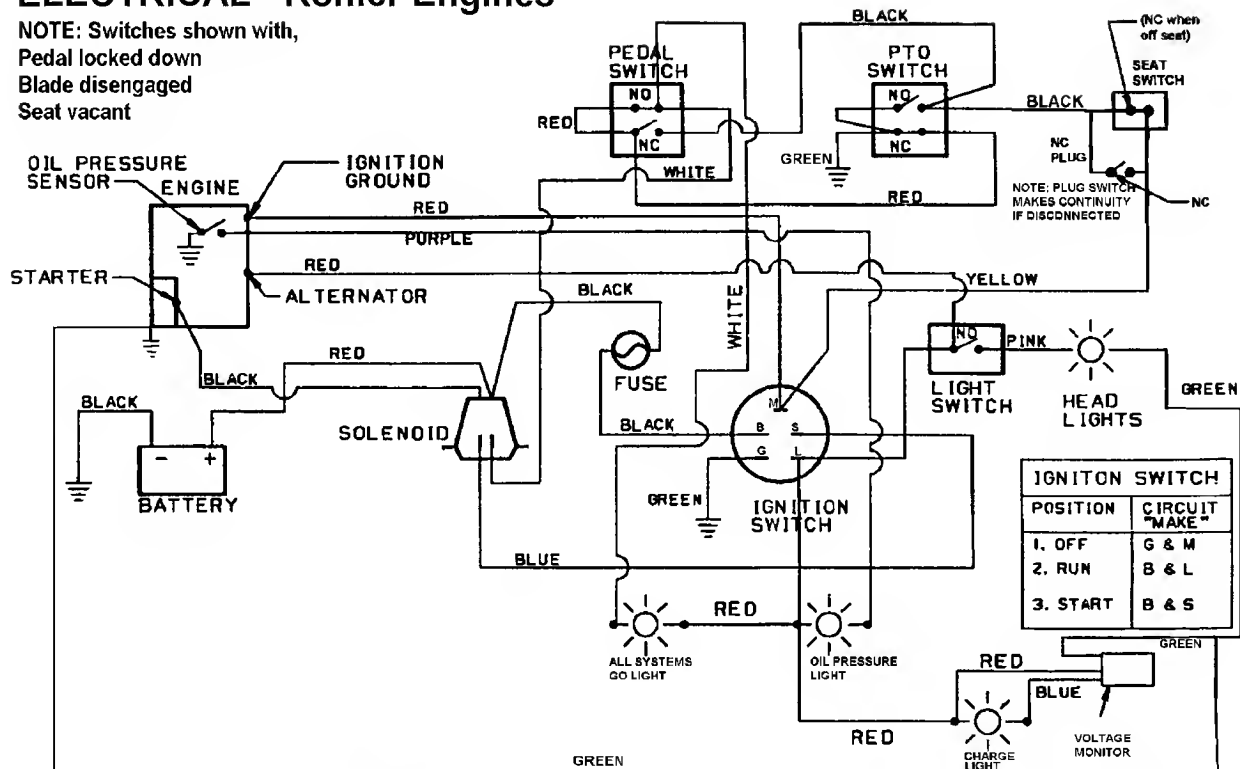 NOTE: Switches shown with,
Pedal locked down
Blade disengaged
Seat vacant
BLACK
(NC when
off seat)
PEDAL
SWITCH
PTO
SWITCH
SEAT
SWITCH
NO
NC
RED
WHITE
NO
NC
GREEN
RED
BLACK
NC
PLUG
NC
NOTE: PLUG SWITCH
MAKES CONTINUITY
IF DISCONNECTED
OIL PRESSURE
SENSOR
ENGINE
IGNITION
GROUND
RED
PURPLE
RED
STARTER
ALTERNATOR
BLACK
WHITE
YELLOW
NO
PINK
LIGHT
SWITCH
HEAD
LIGHTS
GREEN
RED
BLACK
FUSE
BLACK
BLACK
SOLENOID
- +
BATTERY
M
B S
G L
GREEN
IGNITION
SWITCH
BLUE
IGNITON SWITCH
POSITION CIRCUIT
"MAKE"
1. OFF G & M
2. RUN B & L
3. START B & S
RED
ALL SYSTEMS
GO LIGHT
OIL PRESSURE
LIGHT
GREEN
RED
BLUE
RED
CHARGE
LIGHT
VOLTAGE
MONITOR
GREEN